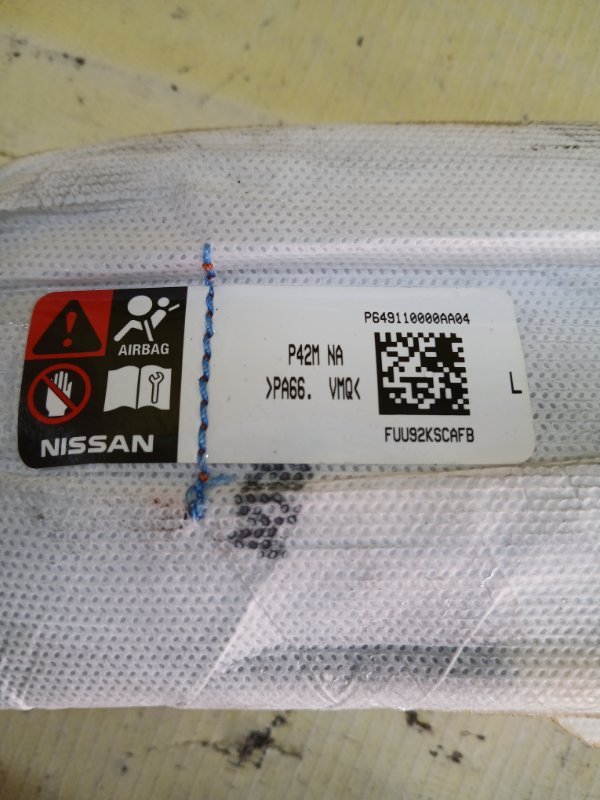 AIRBAG
NISSAN
P42M NA
>PA66. VMQ<
P649110000AA04
FUU92KSCAFB
L